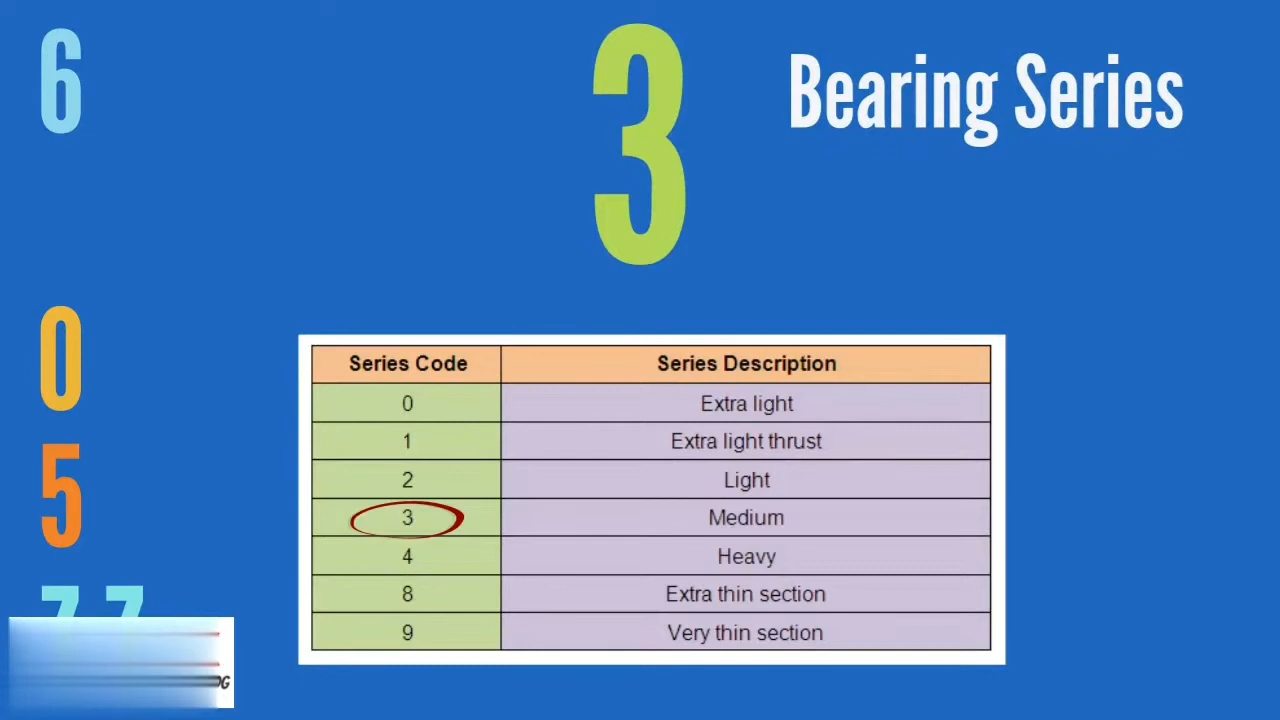 6
3
Bearing Series
0
5
Series Code Series Description
0 Extra light
1 Extra light thrust
2 Light
3 Medium
4 Heavy
8 Extra thin section
9 Very thin section